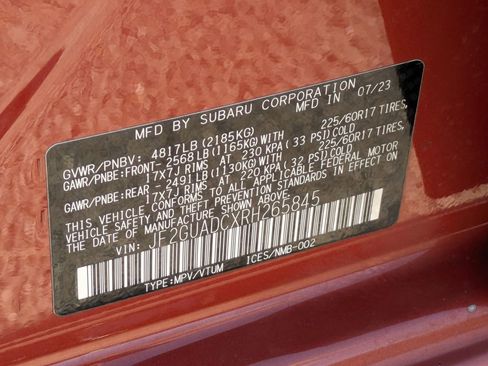 MFD BY SUBARU CORPORATION
MFD. IN 07/23
GVWR/PNBV: 4817LB (2185KG)
GAWR/PNBE:FRONT-2568LB(1165KG)WITH 225/60R17 TIRES,
17X7J RIMS AT 230 KPA (33 PSI)COLD
GAWR/PNBE:REAR -2491LB(1130KG)WITH 225/60R17 TIRES,
17X7J RIMS AT 220 KPA (32 PSI)COLD
THIS VEHICLE CONFORMS TO ALL APPLICABLE FEDERAL MOTOR
VEHICLE SAFETY AND THEFT PREVENTION STANDARDS IN EFFECT ON
THE DATE OF MANUFACTURE SHOWN ABOVE.
VIN: JF2GUADCXRH265845
TYPE:MPV/VTUM ICES/NMB-002